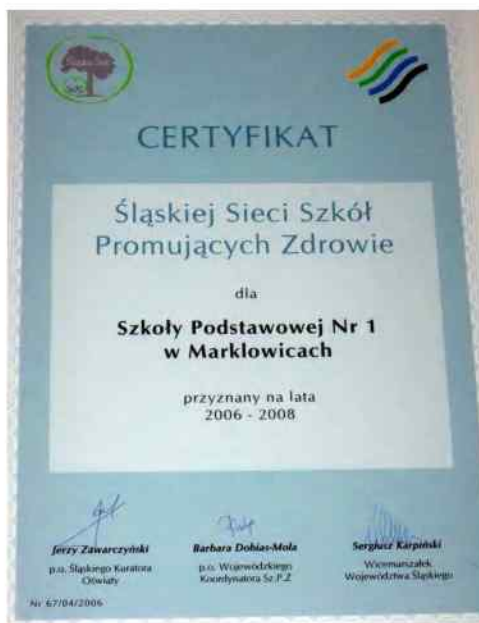 CERTYFIKAT
Śląskiej Sieci Szkół
Promujących Zdrowie
dla
Szkoły Podstawowej Nr 1
w Marklowicach
przyznany na lata
2006 - 2008
Jerzy Zawarczyński
p.o. Śląskiego Kuratora
Oświaty
Barbara Dobias-Mola
p.o. Wojewódzkiego
Koordynatora Sz.P.Z
Sergiusz Karpiński
Wicemarszałek
Województwa Śląskiego
Nr 67/04/2006